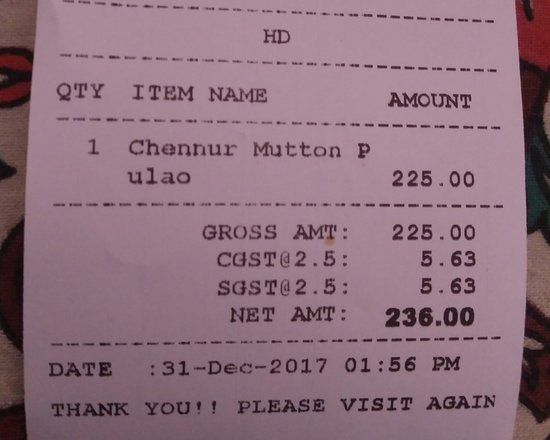 HD
QTY ITEM NAME AMOUNT
1 Chennur Mutton P
ulao 225.00
GROSS AMT: 225.00
CGST@2.5: 5.63
SGST@2.5: 5.63
NET AMT: 236.00
DATE :31-Dec-2017 01:56 PM
THANK YOU!! PLEASE VISIT AGAIN